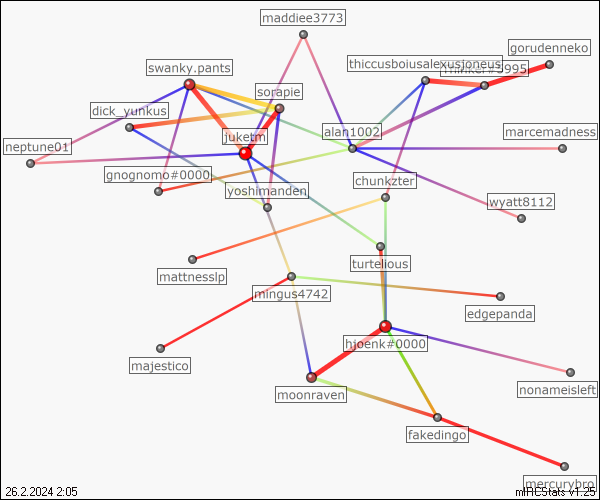 maddiee3773
gorudenneko
thiccusboiusalexusjoneus
swanky.pants
sorapie
dick_yunkus
juketm
alan1002
marcemadness
neptune01
gnognomo#0000
chunkzter
yoshimanden
wyatt8112
mattnesslp
turtelious
mingus4742
edgepanda
hjoenk#0000
majestico
nonameisleft
moonraven
fakedingo
mercurybro
26.2.2024 2:05
mIRCStats v1.25